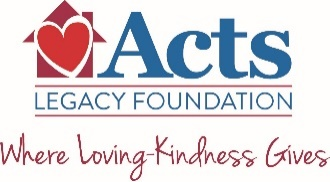 Acts
LEGACY FOUNDATION
Where Loving-Kindness Gives